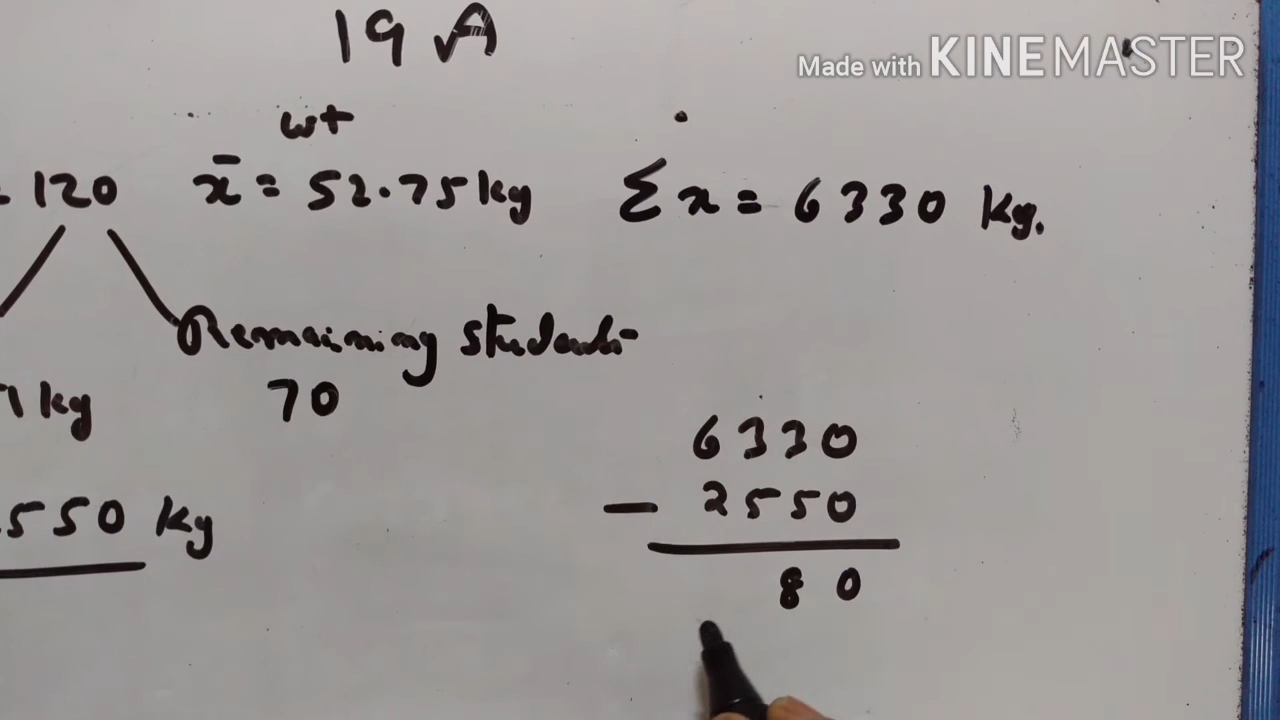 19 A
Made with KINEMASTER
wt
= 120 x̄ = 52.75 kg Σx = 6330 Kg.
Remaining students
1 kg 70
6330
- 2550
550 Kg
80